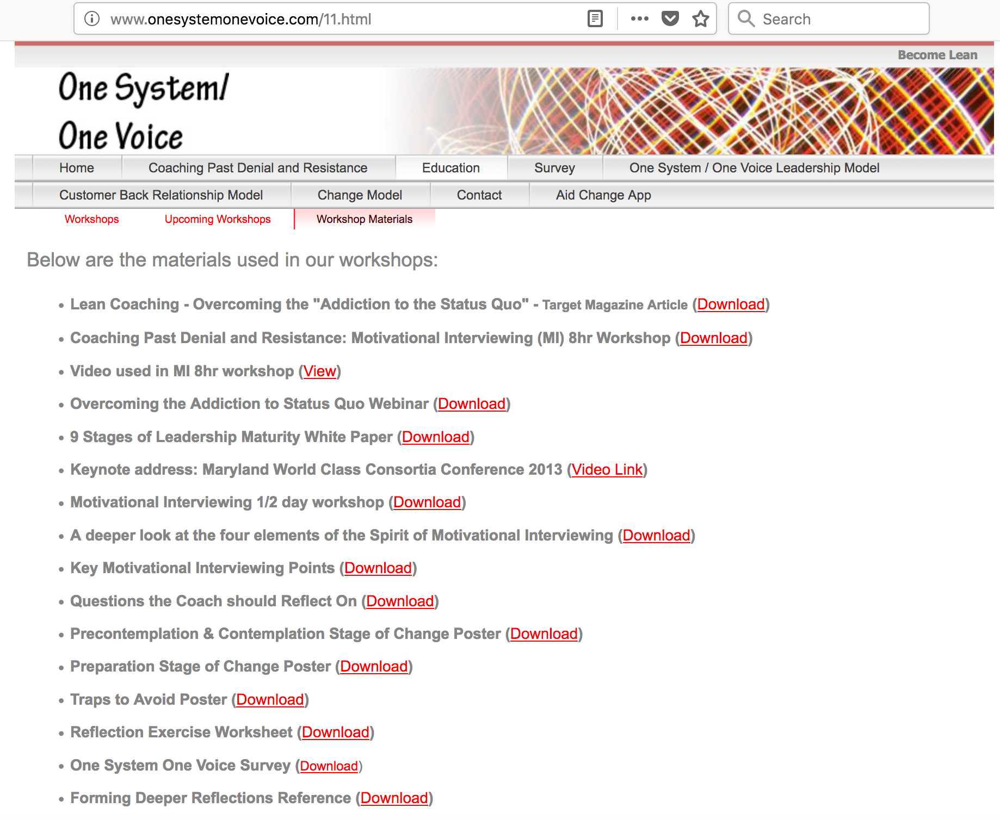 www.onesystemonevoice.com/11.html
Search
Become Lean
One System/
One Voice
Home
Coaching Past Denial and Resistance
Education
Survey
One System / One Voice Leadership Model
Customer Back Relationship Model
Change Model
Contact
Aid Change App
Workshops
Upcoming Workshops
Workshop Materials
Below are the materials used in our workshops:
• Lean Coaching - Overcoming the "Addiction to the Status Quo" - Target Magazine Article (Download)
• Coaching Past Denial and Resistance: Motivational Interviewing (MI) 8hr Workshop (Download)
• Video used in MI 8hr workshop (View)
• Overcoming the Addiction to Status Quo Webinar (Download)
• 9 Stages of Leadership Maturity White Paper (Download)
• Keynote address: Maryland World Class Consortia Conference 2013 (Video Link)
• Motivational Interviewing 1/2 day workshop (Download)
• A deeper look at the four elements of the Spirit of Motivational Interviewing (Download)
• Key Motivational Interviewing Points (Download)
• Questions the Coach should Reflect On (Download)
• Precontemplation & Contemplation Stage of Change Poster (Download)
• Preparation Stage of Change Poster (Download)
• Traps to Avoid Poster (Download)
• Reflection Exercise Worksheet (Download)
• One System One Voice Survey (Download)
• Forming Deeper Reflections Reference (Download)